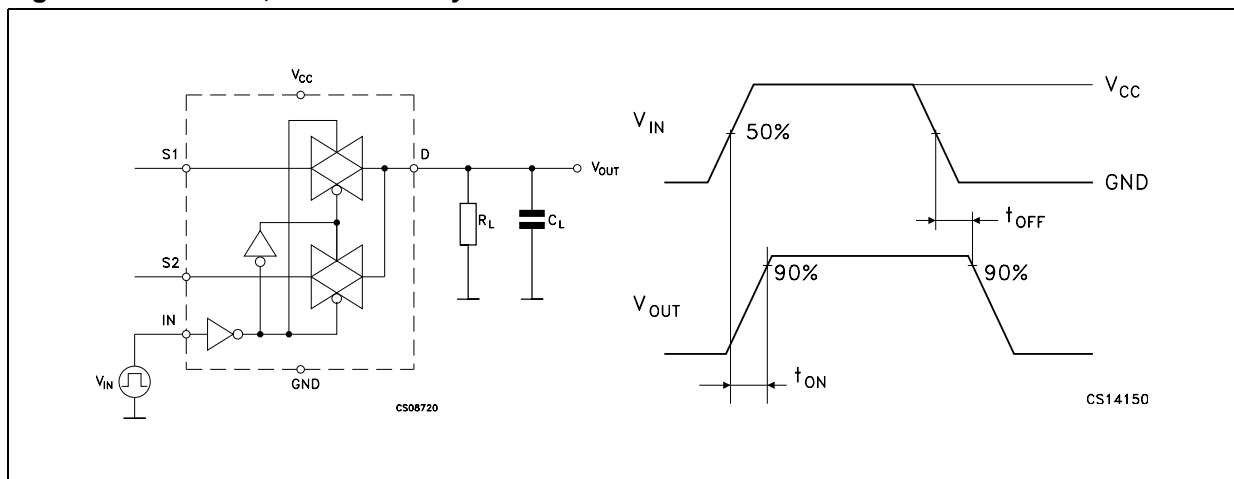 VCC
S1
D
VOUT
RL
CL
S2
IN
VIN
GND
CS08720
VCC
VIN
50%
GND
tOFF
90%
90%
VOUT
tON
CS14150